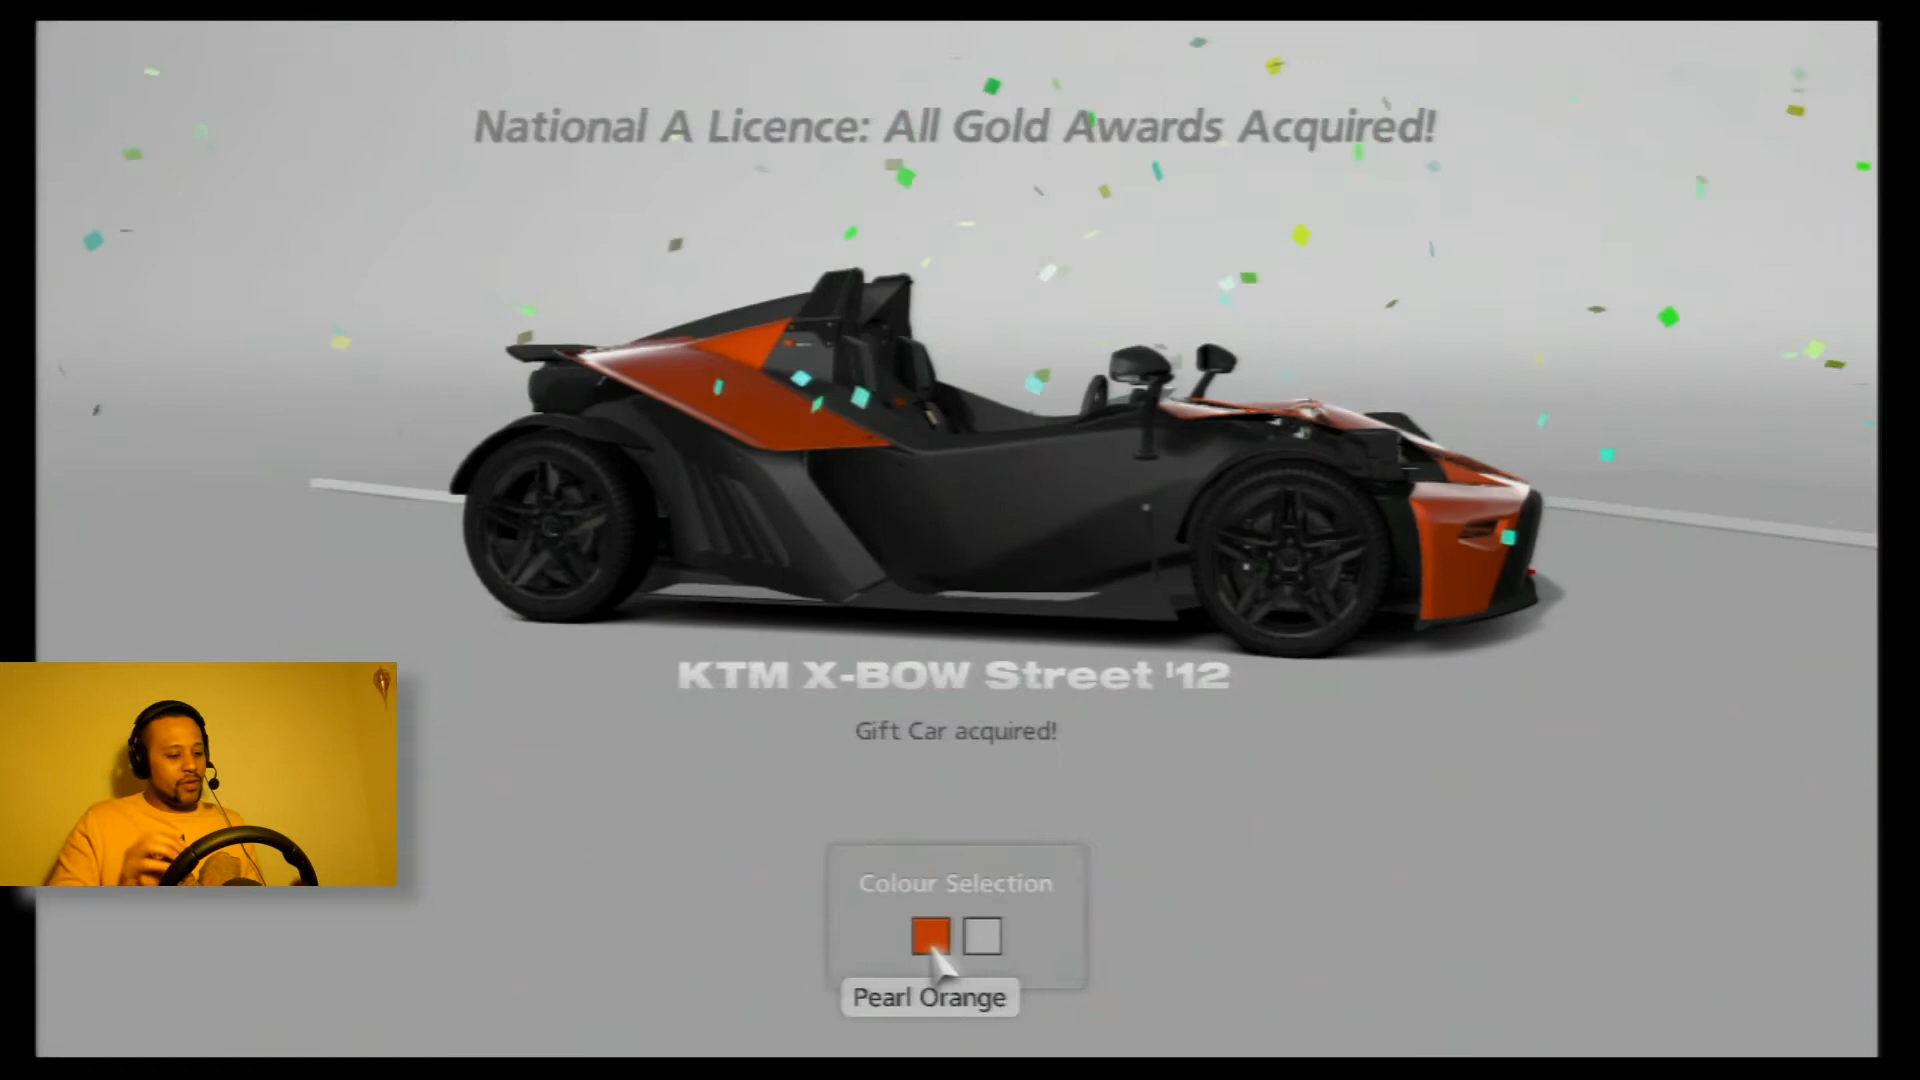 National A Licence: All Gold Awards Acquired!
KTM X-BOW Street '12
Gift Car acquired!
Colour Selection
Pearl Orange